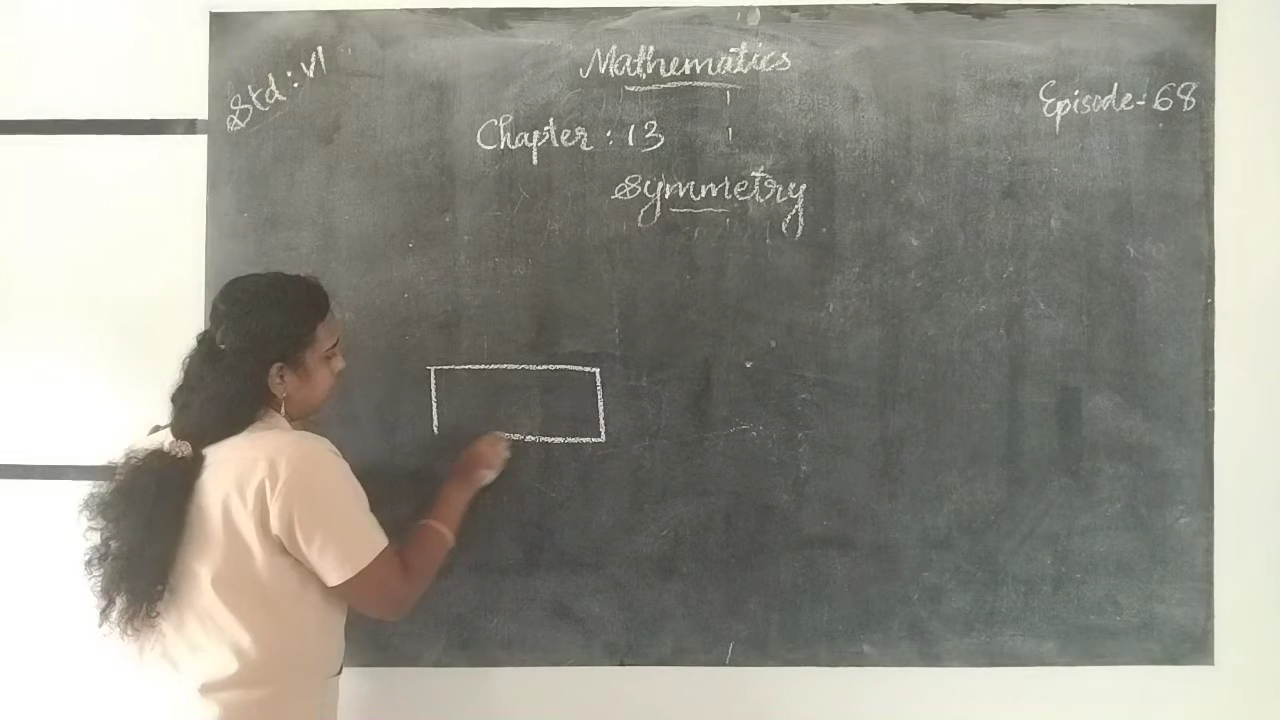 Std : VI
Mathematics
Episode - 68
Chapter : 13
Symmetry